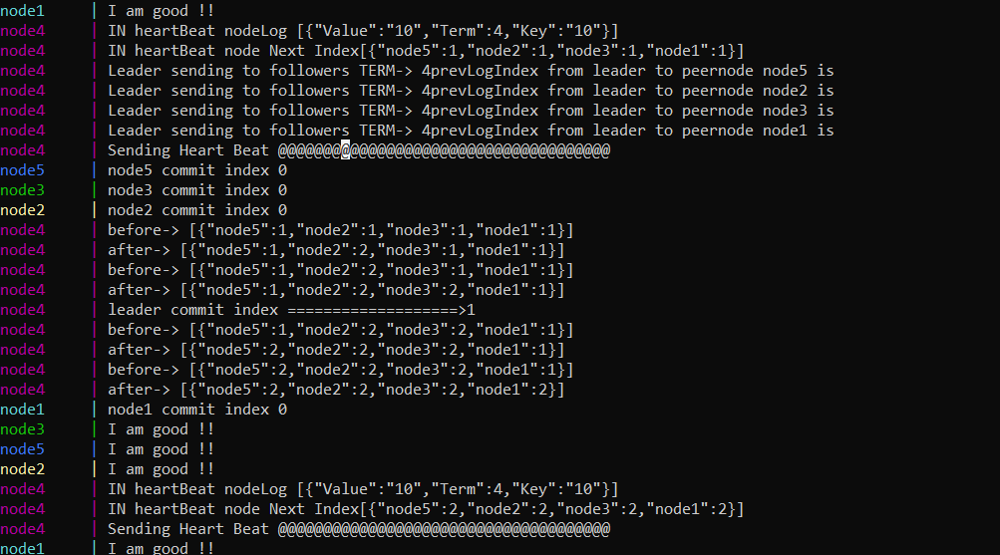 node1 | I am good !!
node4 | IN heartBeat nodeLog [{"Value":"10","Term":4,"Key":"10"}]
node4 | IN heartBeat node Next Index[{"node5":1,"node2":1,"node3":1,"node1":1}]
node4 | Leader sending to followers TERM-> 4prevLogIndex from leader to peernode node5 is
node4 | Leader sending to followers TERM-> 4prevLogIndex from leader to peernode node2 is
node4 | Leader sending to followers TERM-> 4prevLogIndex from leader to peernode node3 is
node4 | Leader sending to followers TERM-> 4prevLogIndex from leader to peernode node1 is
node4 | Sending Heart Beat @@@@@@@@@@@@@@@@@@@@@@@@@@@@@@@@@@@@@
node5 | node5 commit index 0
node3 | node3 commit index 0
node2 | node2 commit index 0
node4 | before-> [{"node5":1,"node2":1,"node3":1,"node1":1}]
node4 | after-> [{"node5":1,"node2":2,"node3":1,"node1":1}]
node4 | before-> [{"node5":1,"node2":2,"node3":1,"node1":1}]
node4 | after-> [{"node5":1,"node2":2,"node3":2,"node1":1}]
node4 | leader commit index ===================>1
node4 | before-> [{"node5":1,"node2":2,"node3":2,"node1":1}]
node4 | after-> [{"node5":2,"node2":2,"node3":2,"node1":1}]
node4 | before-> [{"node5":2,"node2":2,"node3":2,"node1":1}]
node4 | after-> [{"node5":2,"node2":2,"node3":2,"node1":2}]
node1 | node1 commit index 0
node3 | I am good !!
node5 | I am good !!
node2 | I am good !!
node4 | IN heartBeat nodeLog [{"Value":"10","Term":4,"Key":"10"}]
node4 | IN heartBeat node Next Index[{"node5":2,"node2":2,"node3":2,"node1":2}]
node4 | Sending Heart Beat @@@@@@@@@@@@@@@@@@@@@@@@@@@@@@@@@@@@@
node1 | I am good !!